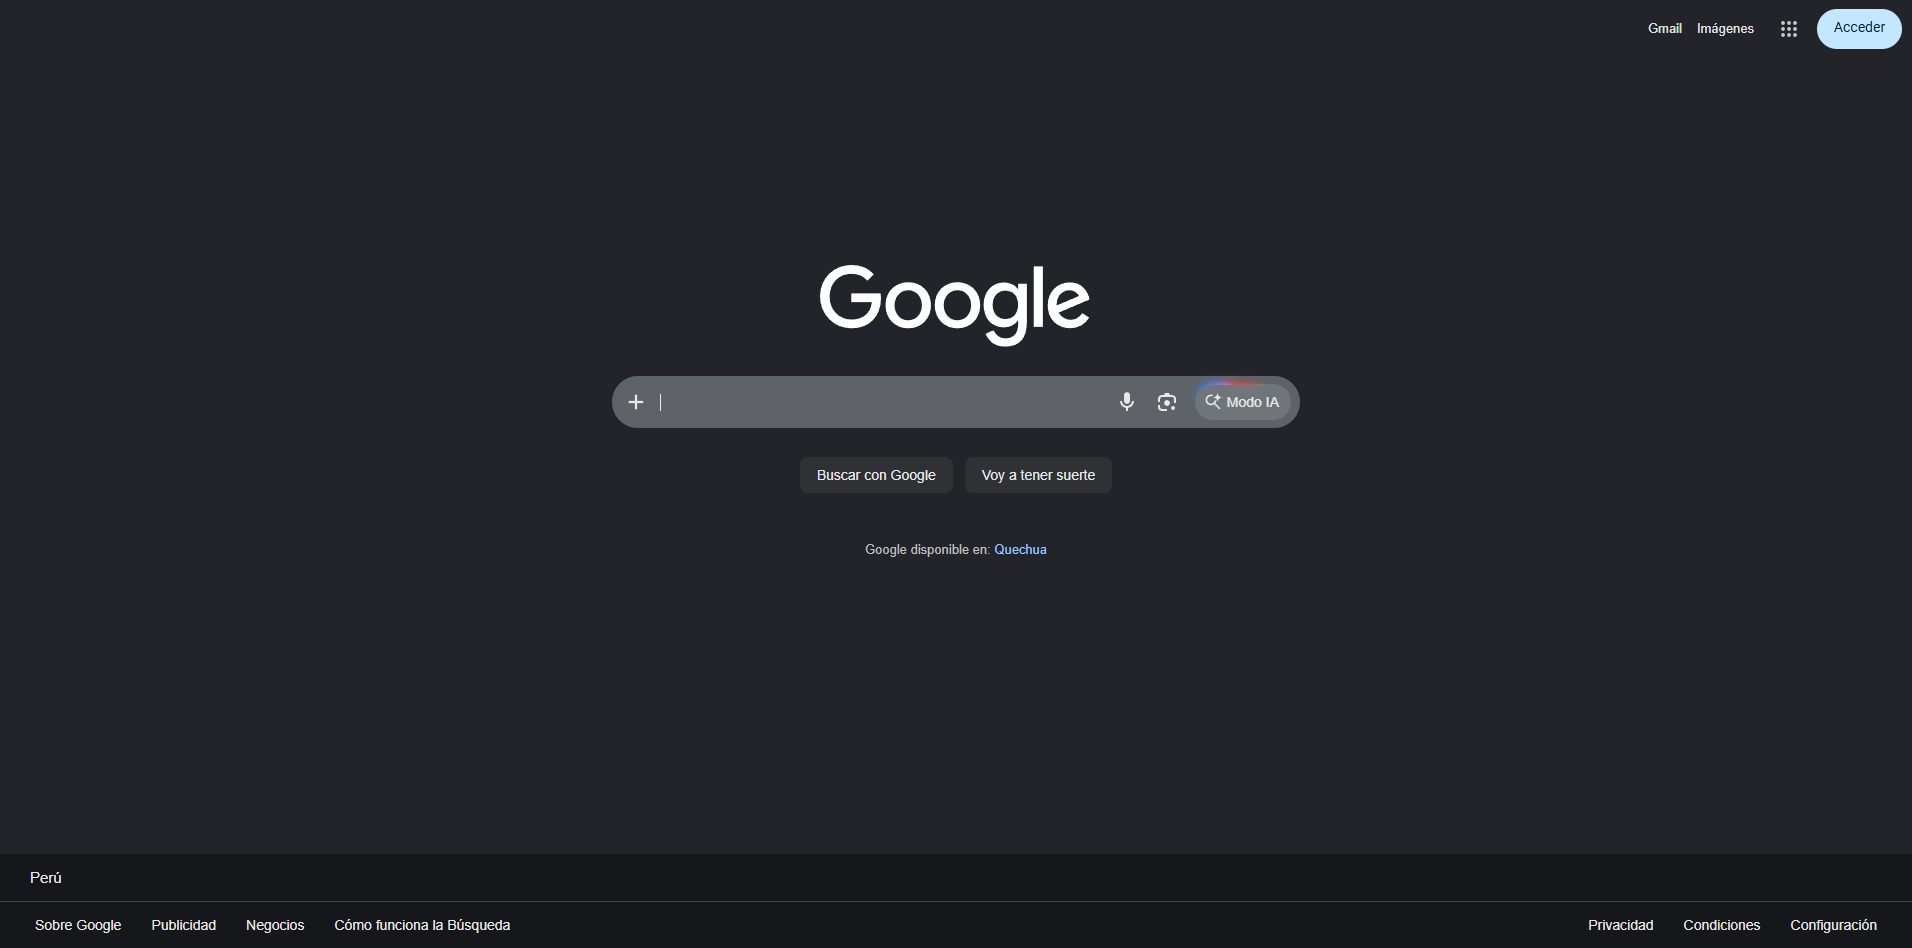 Gmail Imágenes Acceder
Google
Modo IA
Buscar con Google Voy a tener suerte
Google disponible en: Quechua
Perú
Sobre Google Publicidad Negocios Cómo funciona la Búsqueda Privacidad Condiciones Configuración